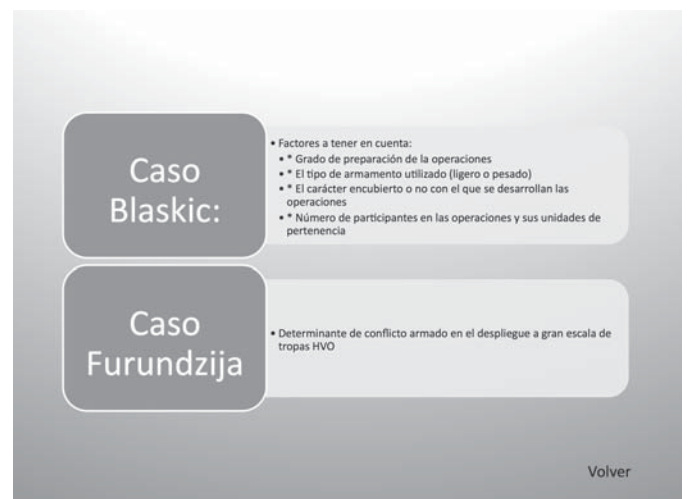 Caso
Blaskic:
• Factores a tener en cuenta:
• * Grado de preparación de la operaciones
• * El tipo de armamento utilizado (ligero o pesado)
• * El carácter encubierto o no con el que se desarrollan las
operaciones
• * Número de participantes en las operaciones y sus unidades de
pertenencia
Caso
Furundzija
• Determinante de conflicto armado en el despliegue a gran escala de
tropas HVO
Volver